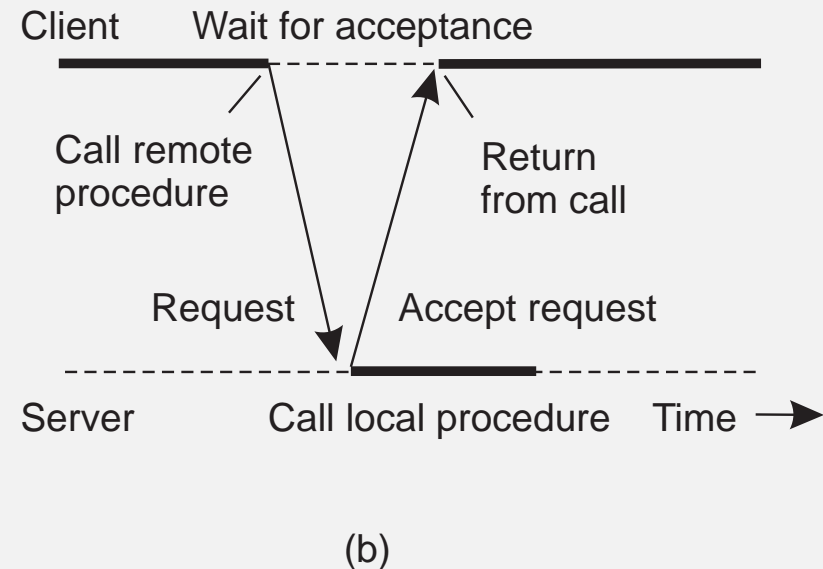 Client Wait for acceptance
Call remote
procedure
Return
from call
Request Accept request
Server Call local procedure Time
(b)